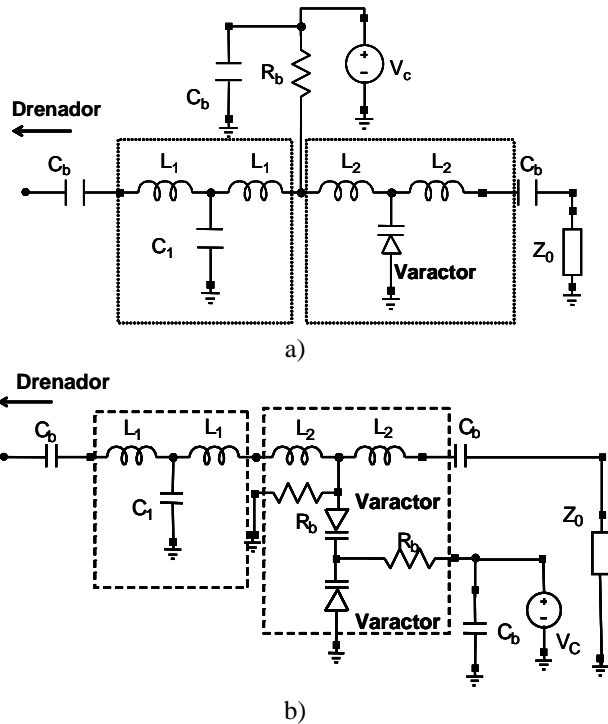 C_b
R_b
V_c
Drenador
C_b
L_1
L_1
L_2
L_2
C_b
C_1
Varactor
Z_0
a)
Drenador
C_b
L_1
L_1
L_2
L_2
C_b
C_1
R_b
Varactor
R_b
Z_0
Varactor
C_b
V_C
b)